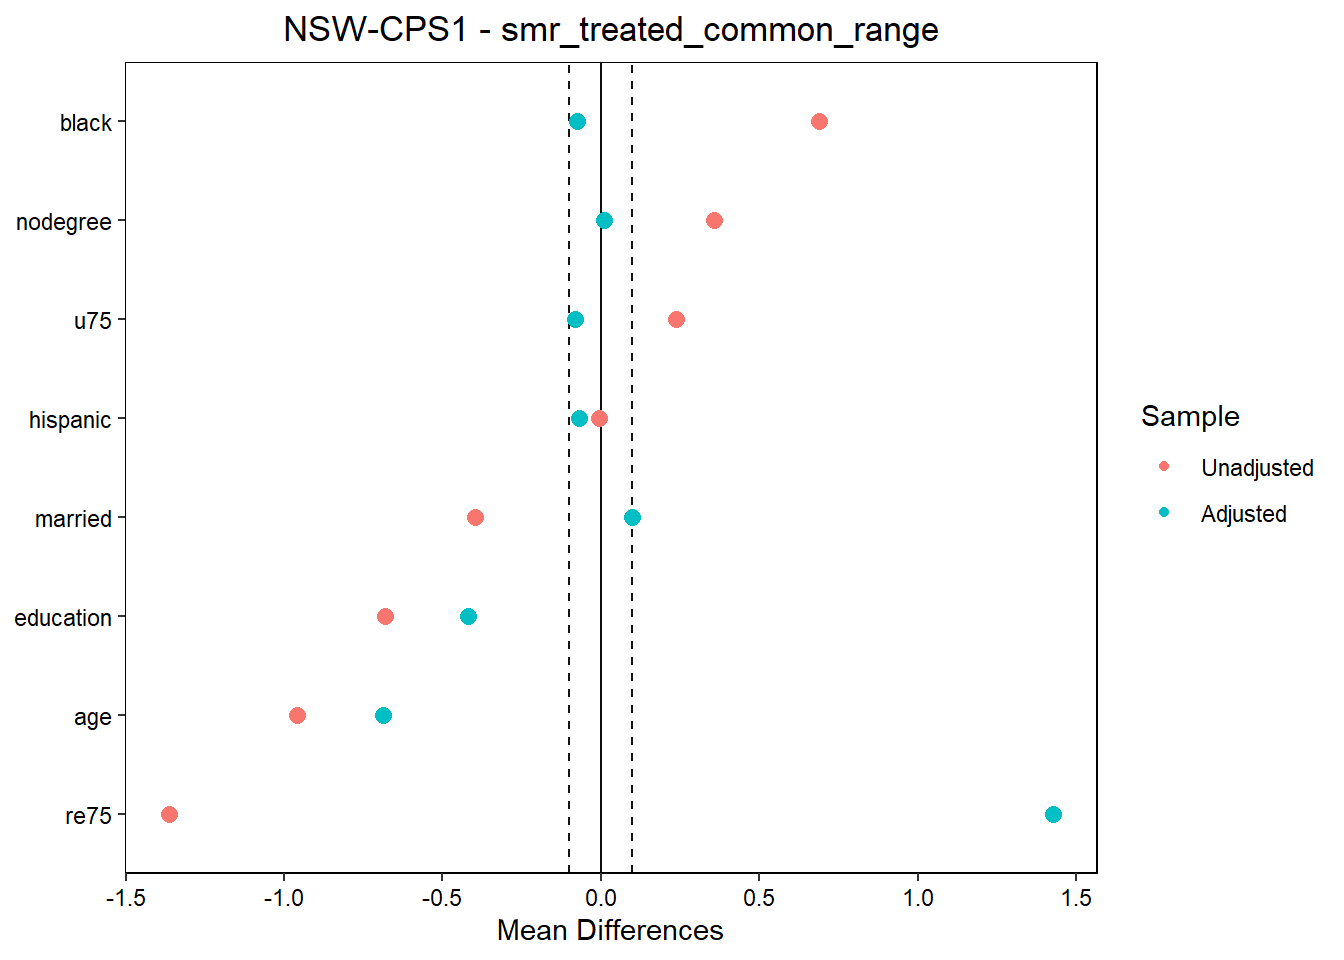 NSW-CPS1 - smr_treated_common_range
black
nodegree
u75
hispanic
married
education
age
re75
-1.5 -1.0 -0.5 0.0 0.5 1.0 1.5
Mean Differences
Sample
Unadjusted
Adjusted